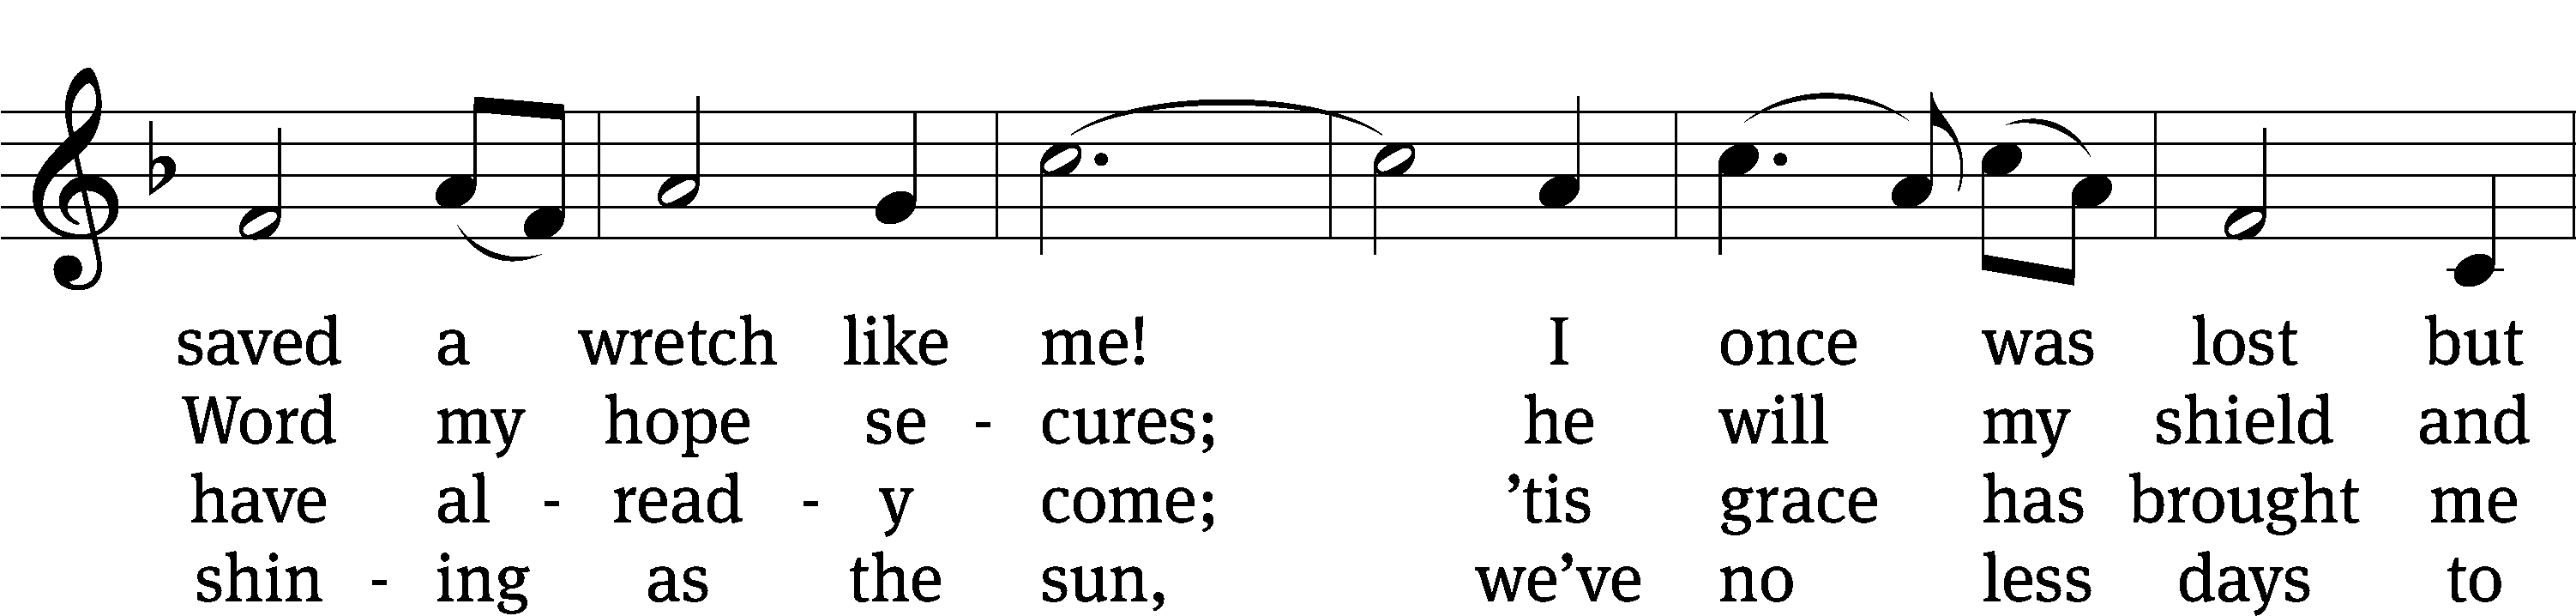 saved a wretch like me! I once was lost but
Word my hope se - cures; he will my shield and
have al - read - y come; ’tis grace has brought me
shin - ing as the sun, we’ve no less days to